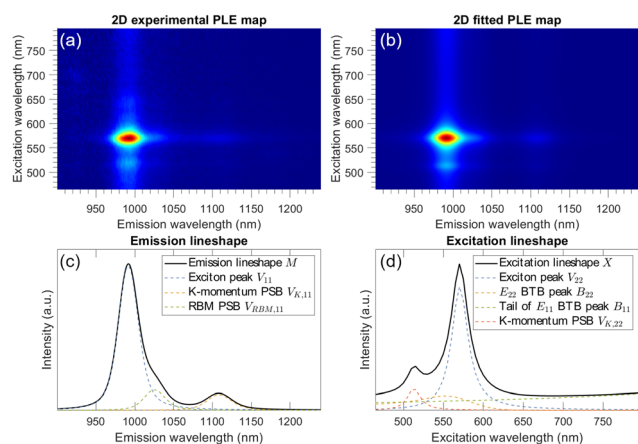 2D experimental PLE map
2D fitted PLE map
(a)
(b)
Excitation wavelength (nm)
750
700
650
600
550
500
950 1000 1050 1100 1150 1200
Emission wavelength (nm)
Excitation wavelength (nm)
750
700
650
600
550
500
950 1000 1050 1100 1150 1200
Emission wavelength (nm)
Emission lineshape
Excitation lineshape
(c)
Intensity (a.u.)
Emission lineshape M
Exciton peak V₁₁
K-momentum PSB V_{K,11}
RBM PSB V_{RBM,11}
950 1000 1050 1100 1150 1200
Emission wavelength (nm)
(d)
Intensity (a.u.)
Excitation lineshape X
Exciton peak V₂₂
E₂₂ BTB peak B₂₂
Tail of E₁₁ BTB peak B₁₁
K-momentum PSB V_{K,22}
500 550 600 650 700 750
Excitation wavelength (nm)